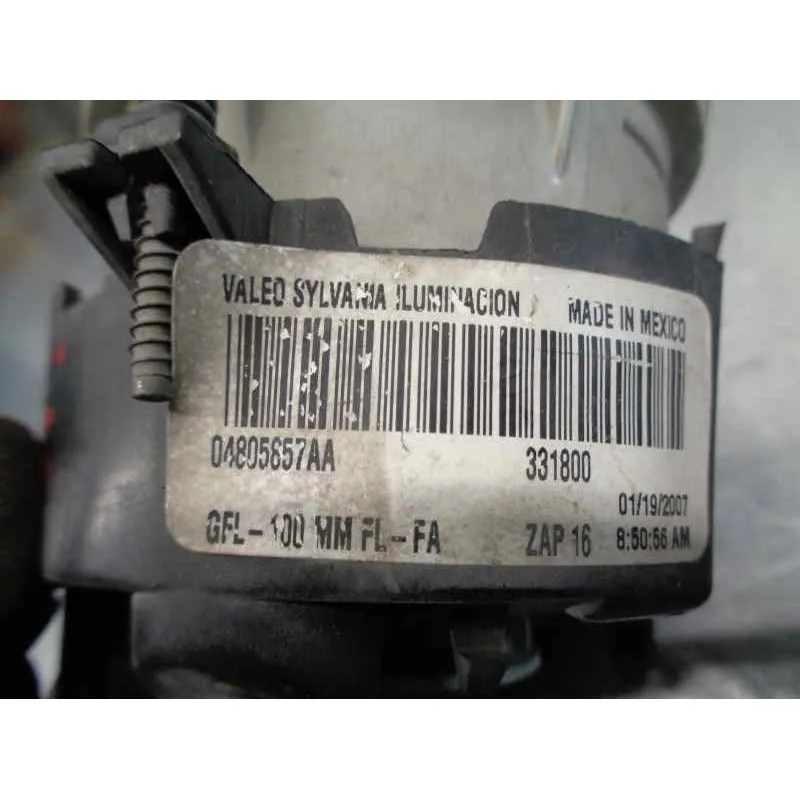 VALEO SYLVANIA ILUMINACION MADE IN MEXICO
04805857AA 331800
01/19/2007
GFL-100 MM FL-FA ZAP 16 8:50:56 AM